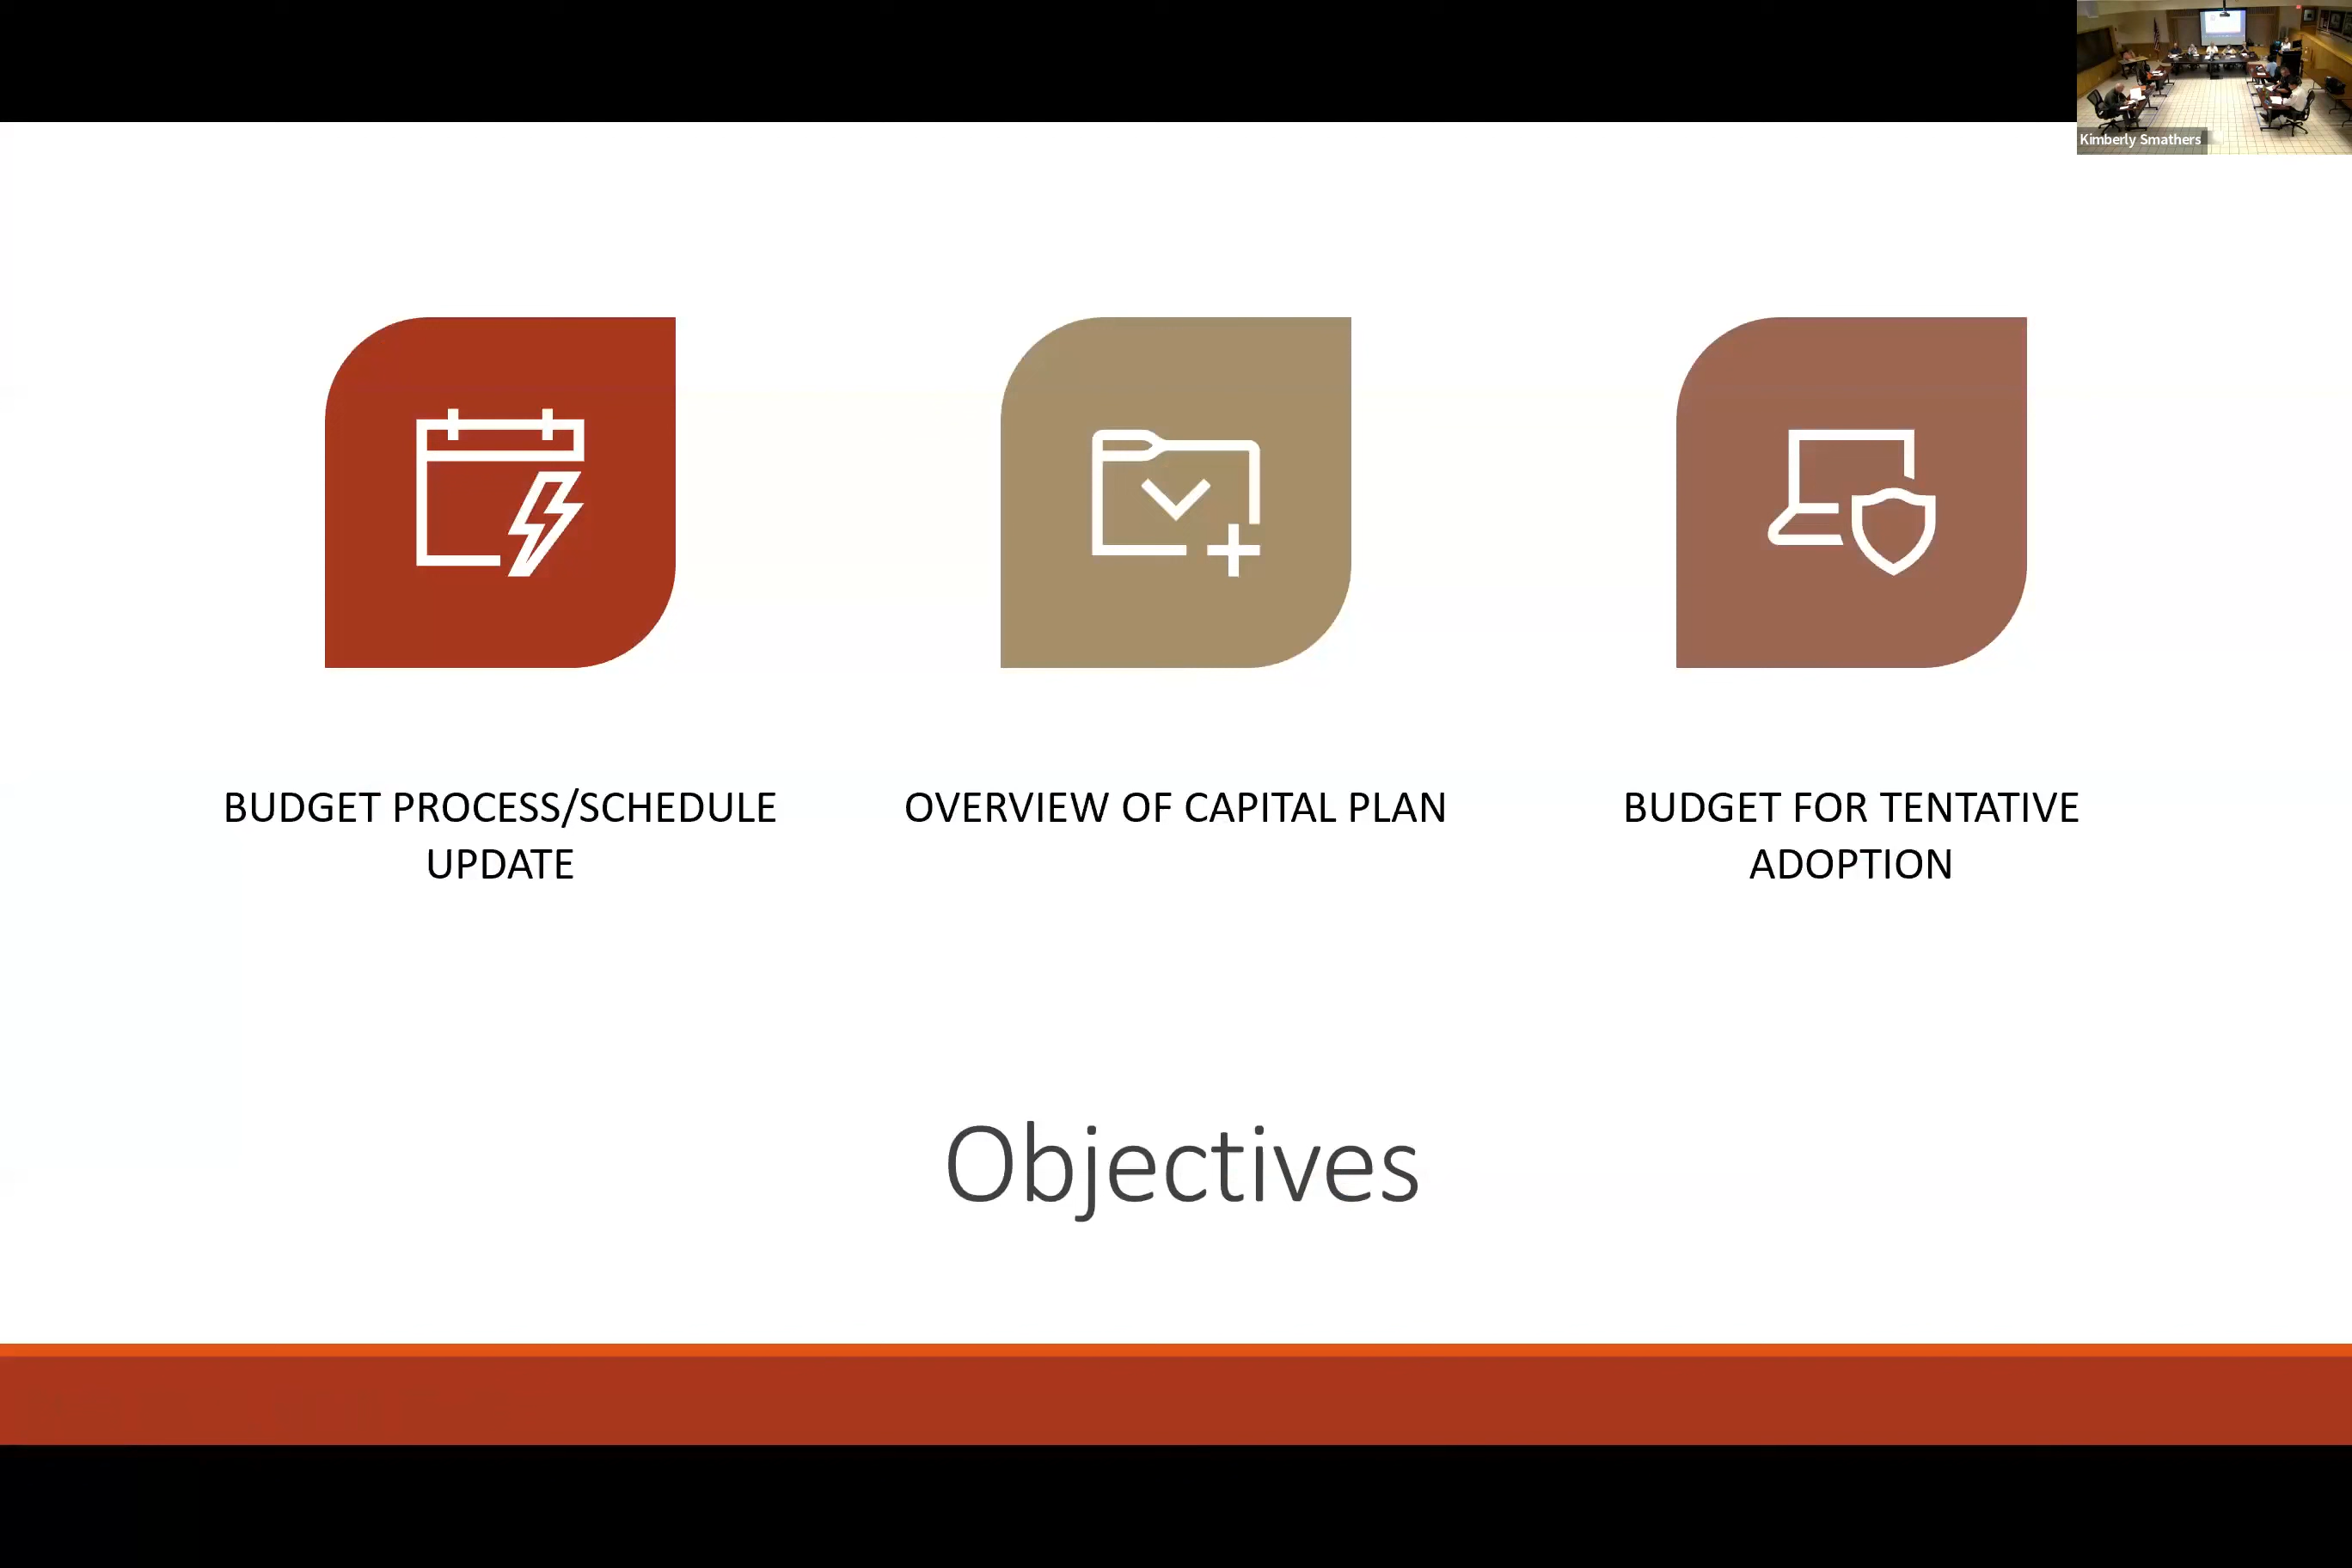 Kimberly Smathers
BUDGET PROCESS/SCHEDULE
UPDATE
OVERVIEW OF CAPITAL PLAN
BUDGET FOR TENTATIVE
ADOPTION
Objectives